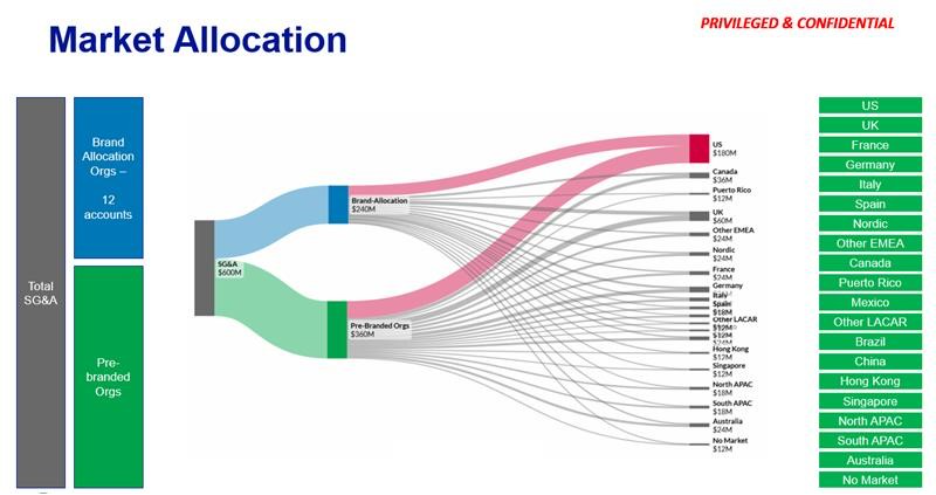 PRIVILEGED & CONFIDENTIAL
Market Allocation
Total
SG&A
Brand
Allocation
Orgs –
12
accounts
Pre-
branded
Orgs
SG&A
$600M
Brand-Allocation
$240M
Pre-Branded Orgs
$360M
US
$180M
Canada
$36M
Puerto Rico
$12M
UK
$60M
Other EMEA
$24M
Nordic
$24M
France
$24M
Germany
Italy
Spain
$18M
Other LACAR
$12M
$12M
$24M
Hong Kong
$12M
Singapore
$12M
North APAC
$18M
South APAC
$18M
Australia
$24M
No Market
$12M
US
UK
France
Germany
Italy
Spain
Nordic
Other EMEA
Canada
Puerto Rico
Mexico
Other LACAR
Brazil
China
Hong Kong
Singapore
North APAC
South APAC
Australia
No Market